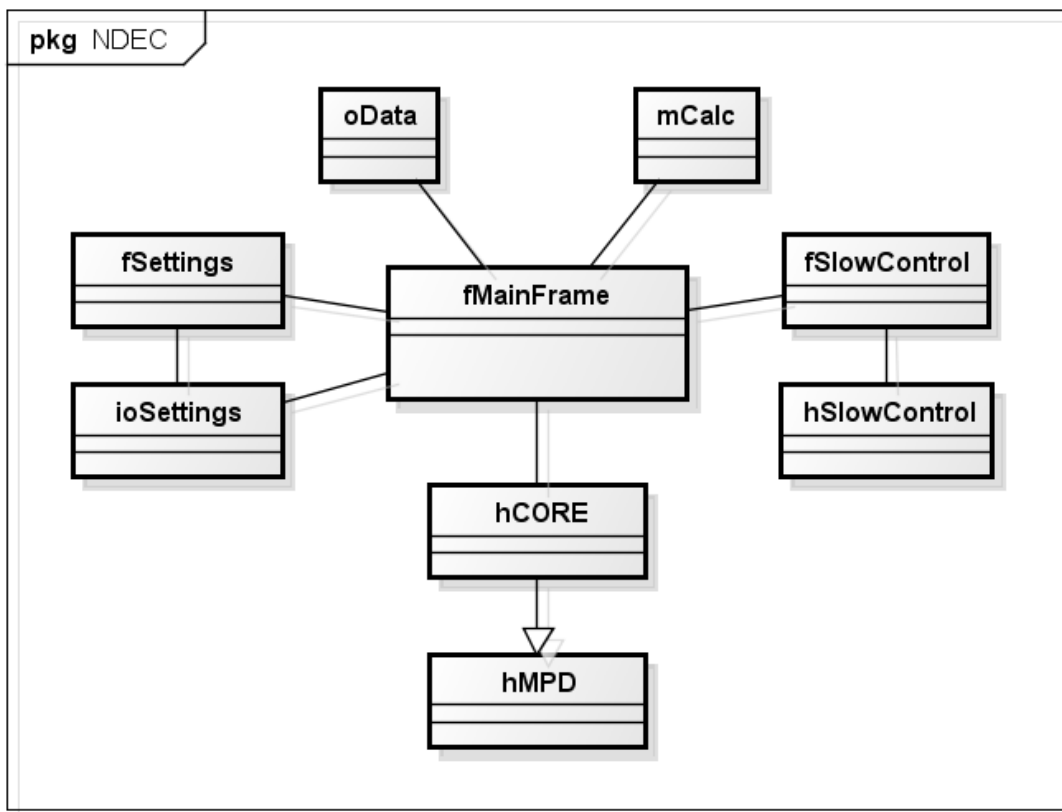 pkg NDEC
oData
mCalc
fSettings
fMainFrame
fSlowControl
ioSettings
hSlowControl
hCORE
hMPD